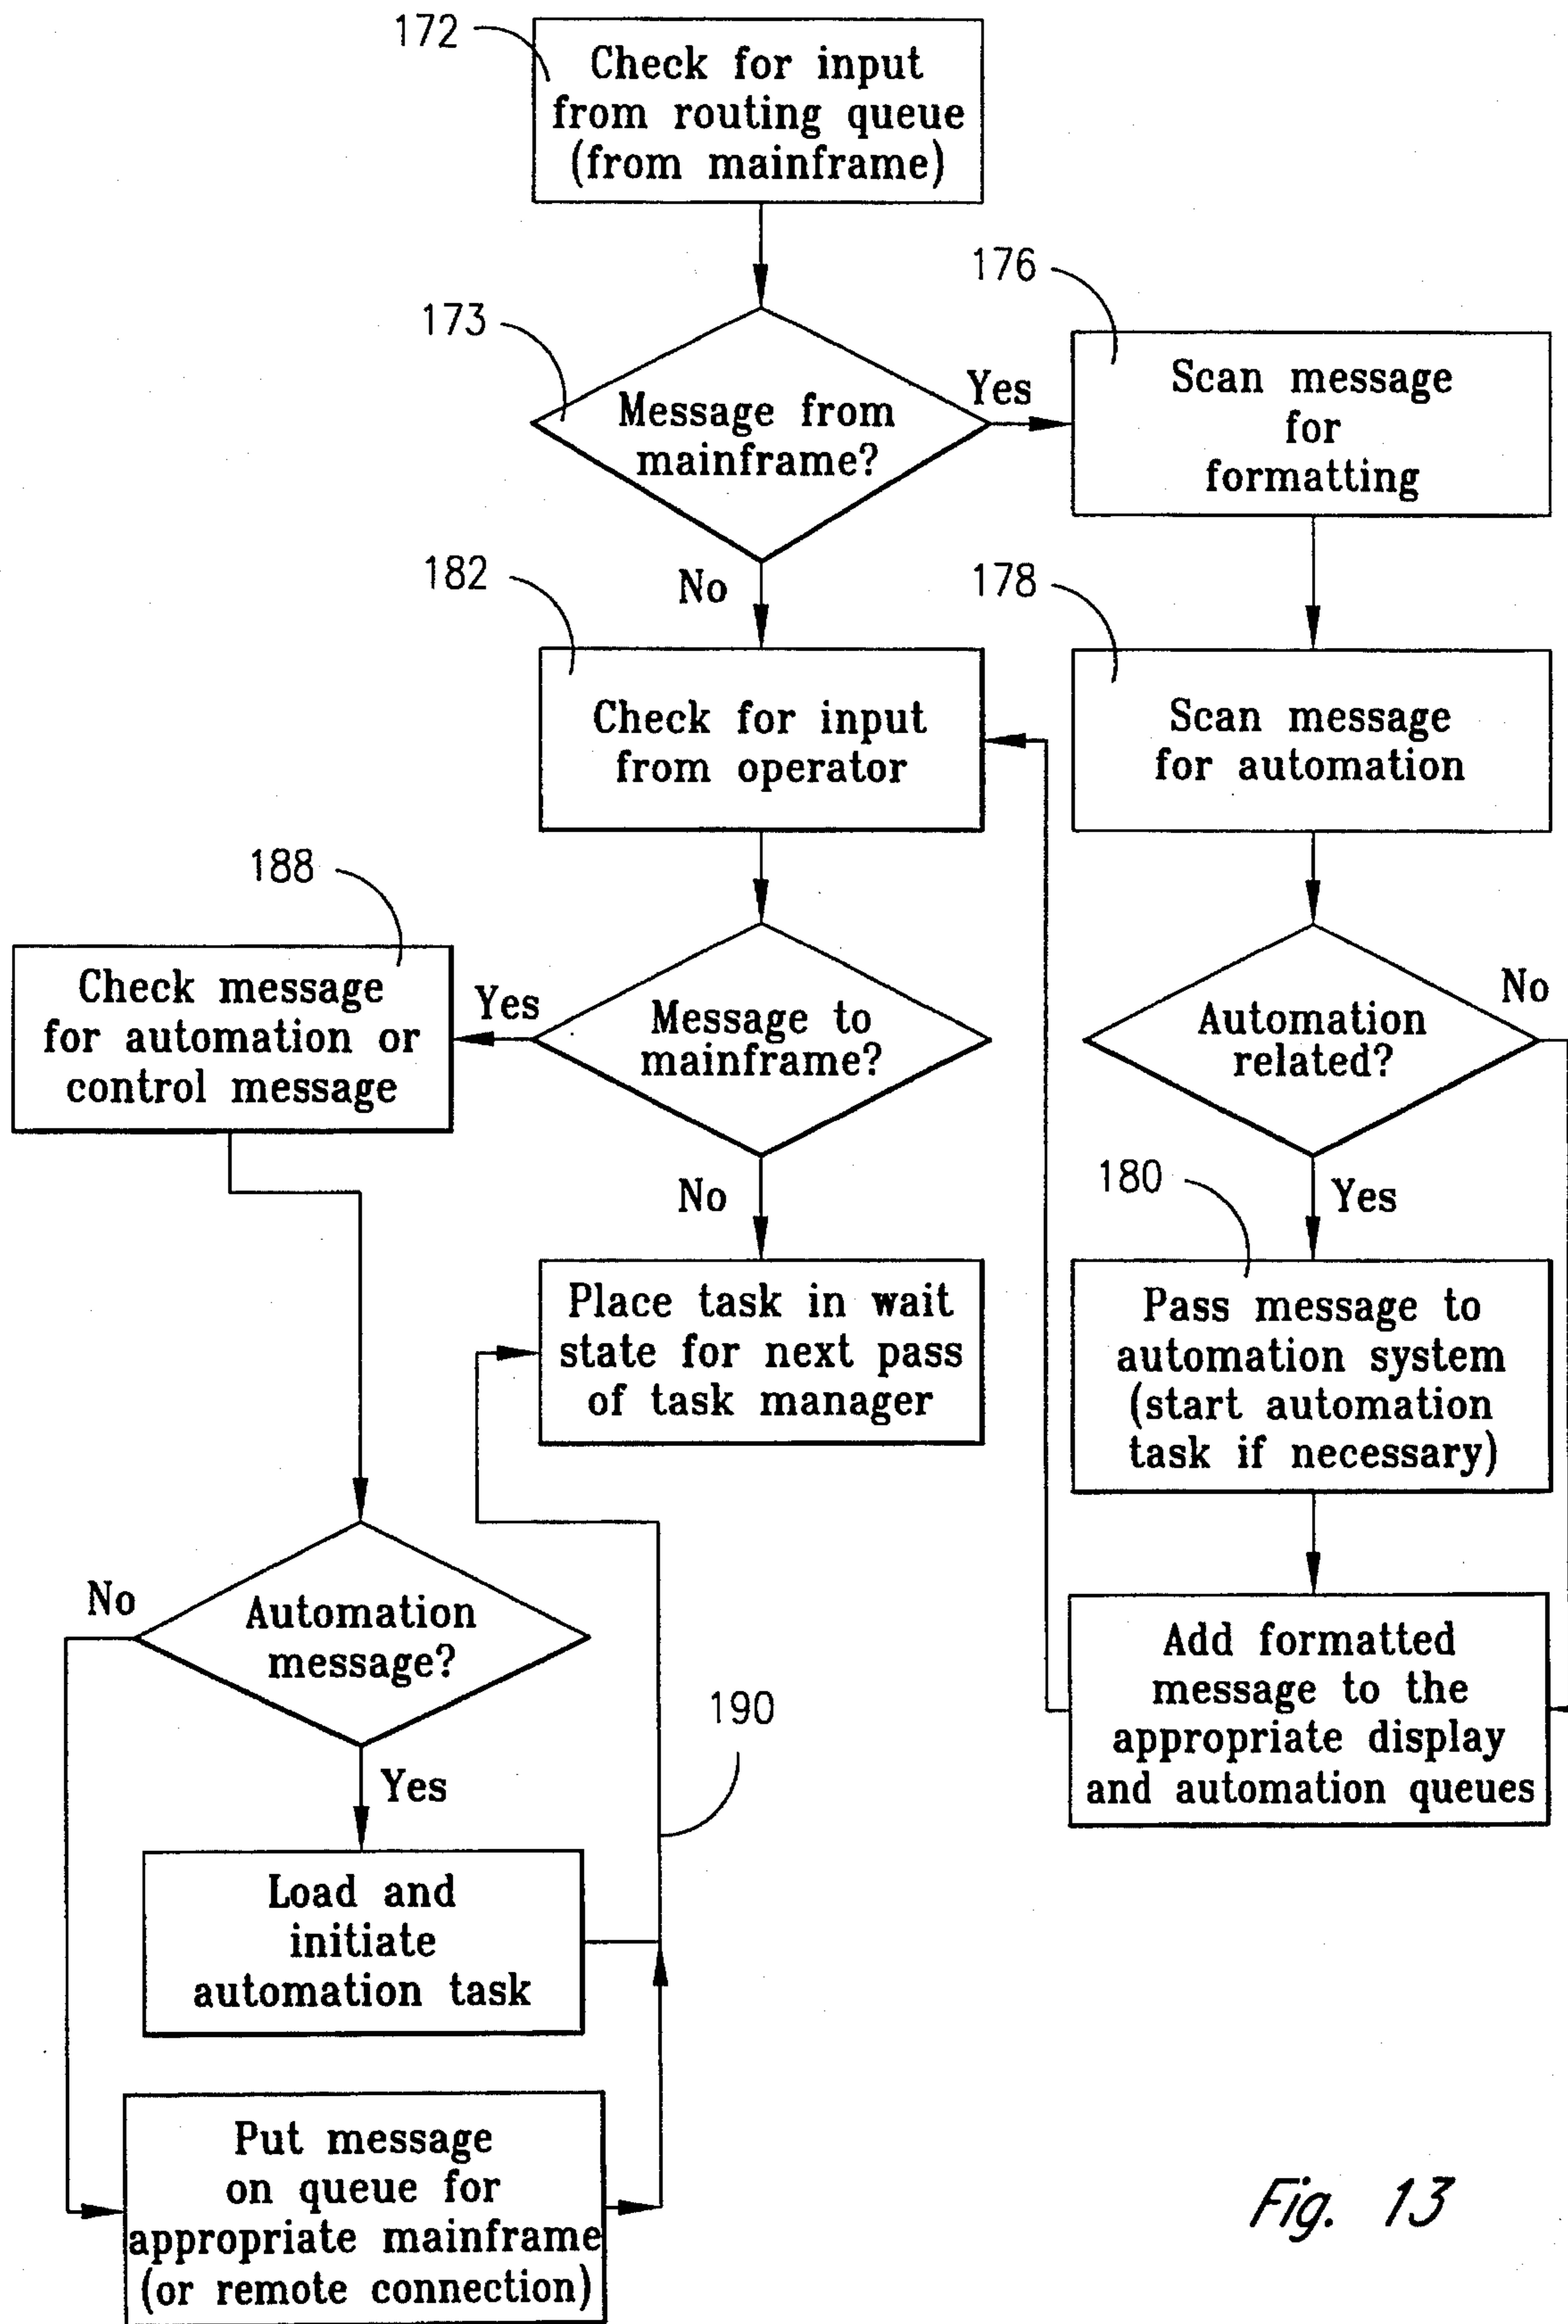 172
Check for input
from routing queue
(from mainframe)
173
Message from
mainframe?
Yes
176
Scan message
for
formatting
No
182
Check for input
from operator
178
Scan message
for automation
188
Check message
for automation or
control message
Yes
Message to
mainframe?
No
Automation
related?
No
180
Yes
Place task in wait
state for next pass
of task manager
Pass message to
automation system
(start automation
task if necessary)
No
Automation
message?
Yes
190
Add formatted
message to the
appropriate display
and automation queues
Load and
initiate
automation task
Put message
on queue for
appropriate mainframe
(or remote connection)
Fig. 13